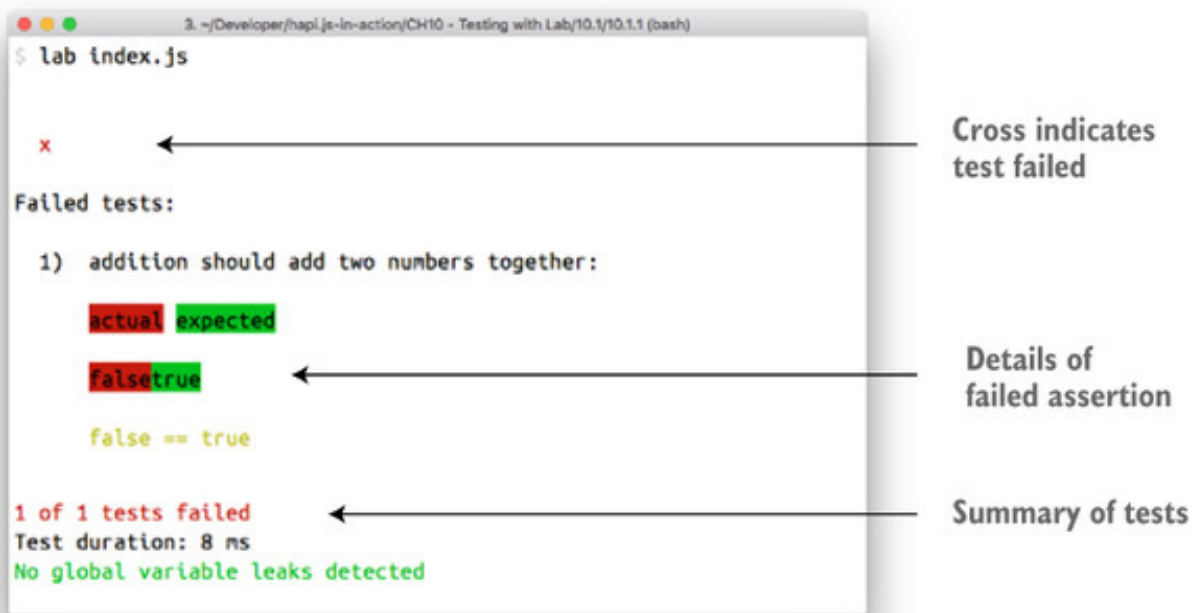 3. ~/Developer/hapi.js-in-action/CH10 - Testing with Lab/10.1/10.1.1 (bash)
$ lab index.js
x
Cross indicates
test failed
Failed tests:
1) addition should add two numbers together:
actual expected
falsetrue
Details of
failed assertion
false == true
1 of 1 tests failed
Summary of tests
Test duration: 8 ms
No global variable leaks detected